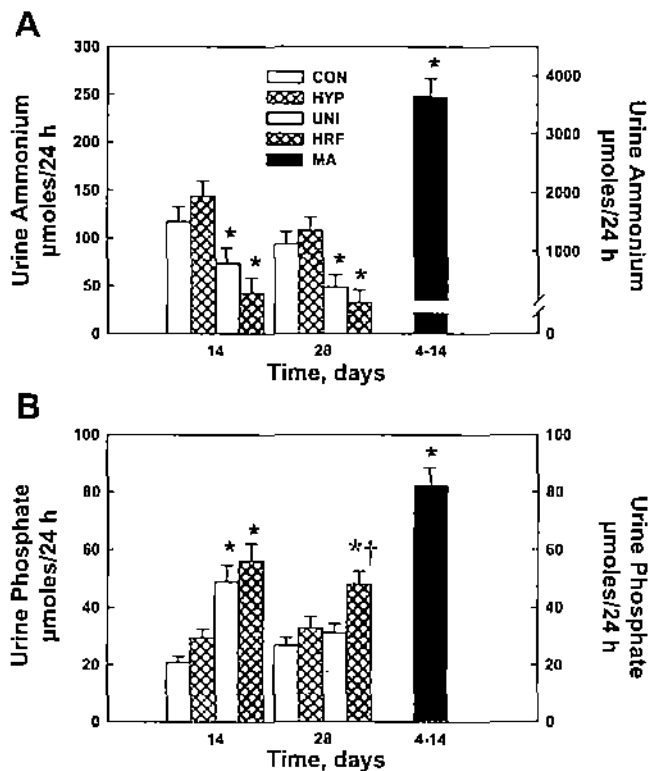 A
300
250
200
150
100
50
0
Urine Ammonium
μmoles/24 h
CON
HYP
UNI
HRF
MA
*
*
*
*
*
4000
3000
2000
1000
0
Urine Ammonium
μmoles/24 h
14
28
4-14
Time, days
B
100
80
60
40
20
0
Urine Phosphate
μmoles/24 h
*
*
*†
*
100
80
60
40
20
0
Urine Phosphate
μmoles/24 h
14
28
4-14
Time, days